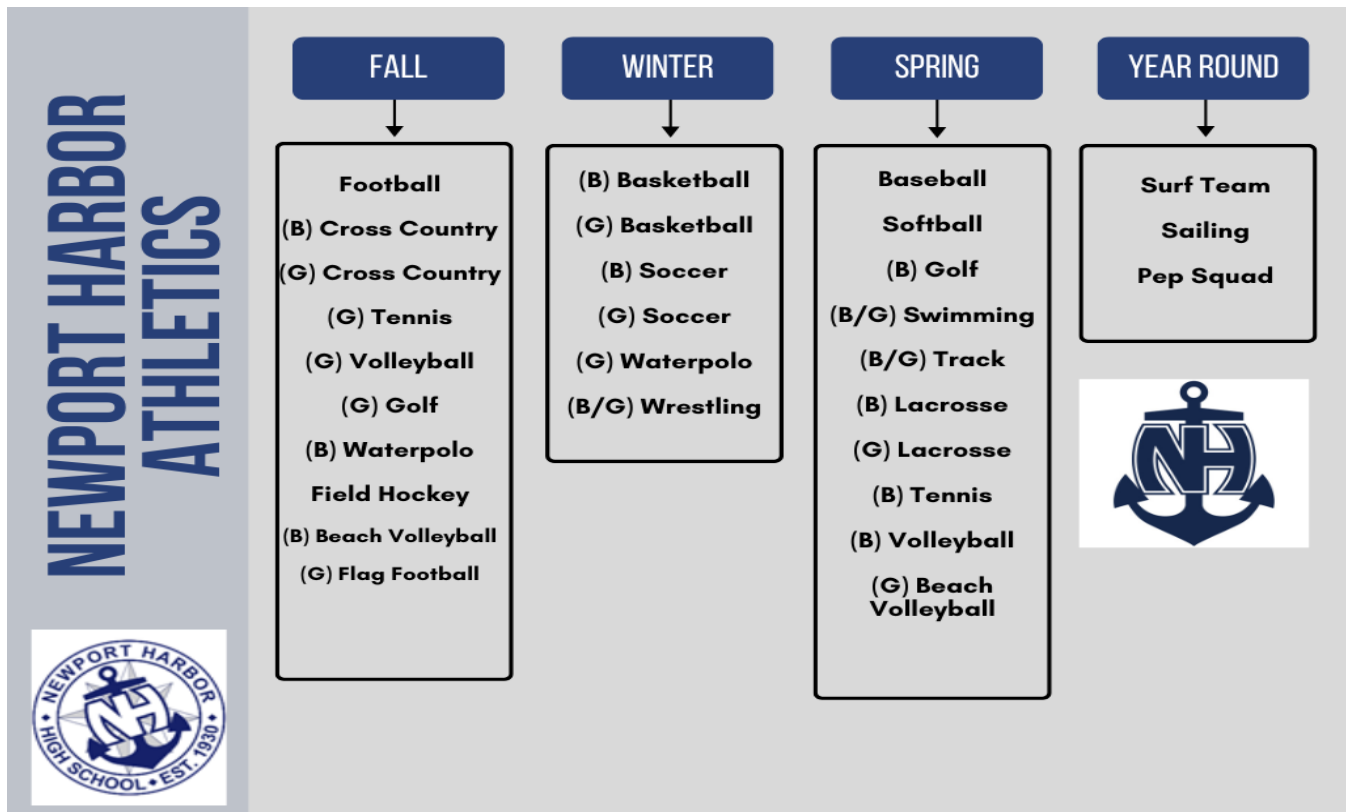 NEWPORT HARBOR
ATHLETICS
FALL
Football
(B) Cross Country
(G) Cross Country
(G) Tennis
(G) Volleyball
(G) Golf
(B) Waterpolo
Field Hockey
(B) Beach Volleyball
(G) Flag Football
WINTER
(B) Basketball
(G) Basketball
(B) Soccer
(G) Soccer
(G) Waterpolo
(B/G) Wrestling
SPRING
Baseball
Softball
(B) Golf
(B/G) Swimming
(B/G) Track
(B) Lacrosse
(G) Lacrosse
(B) Tennis
(B) Volleyball
(G) Beach
Volleyball
YEAR ROUND
Surf Team
Sailing
Pep Squad
NH
NEWPORT HARBOR
NH
HIGH SCHOOL • EST. 1930